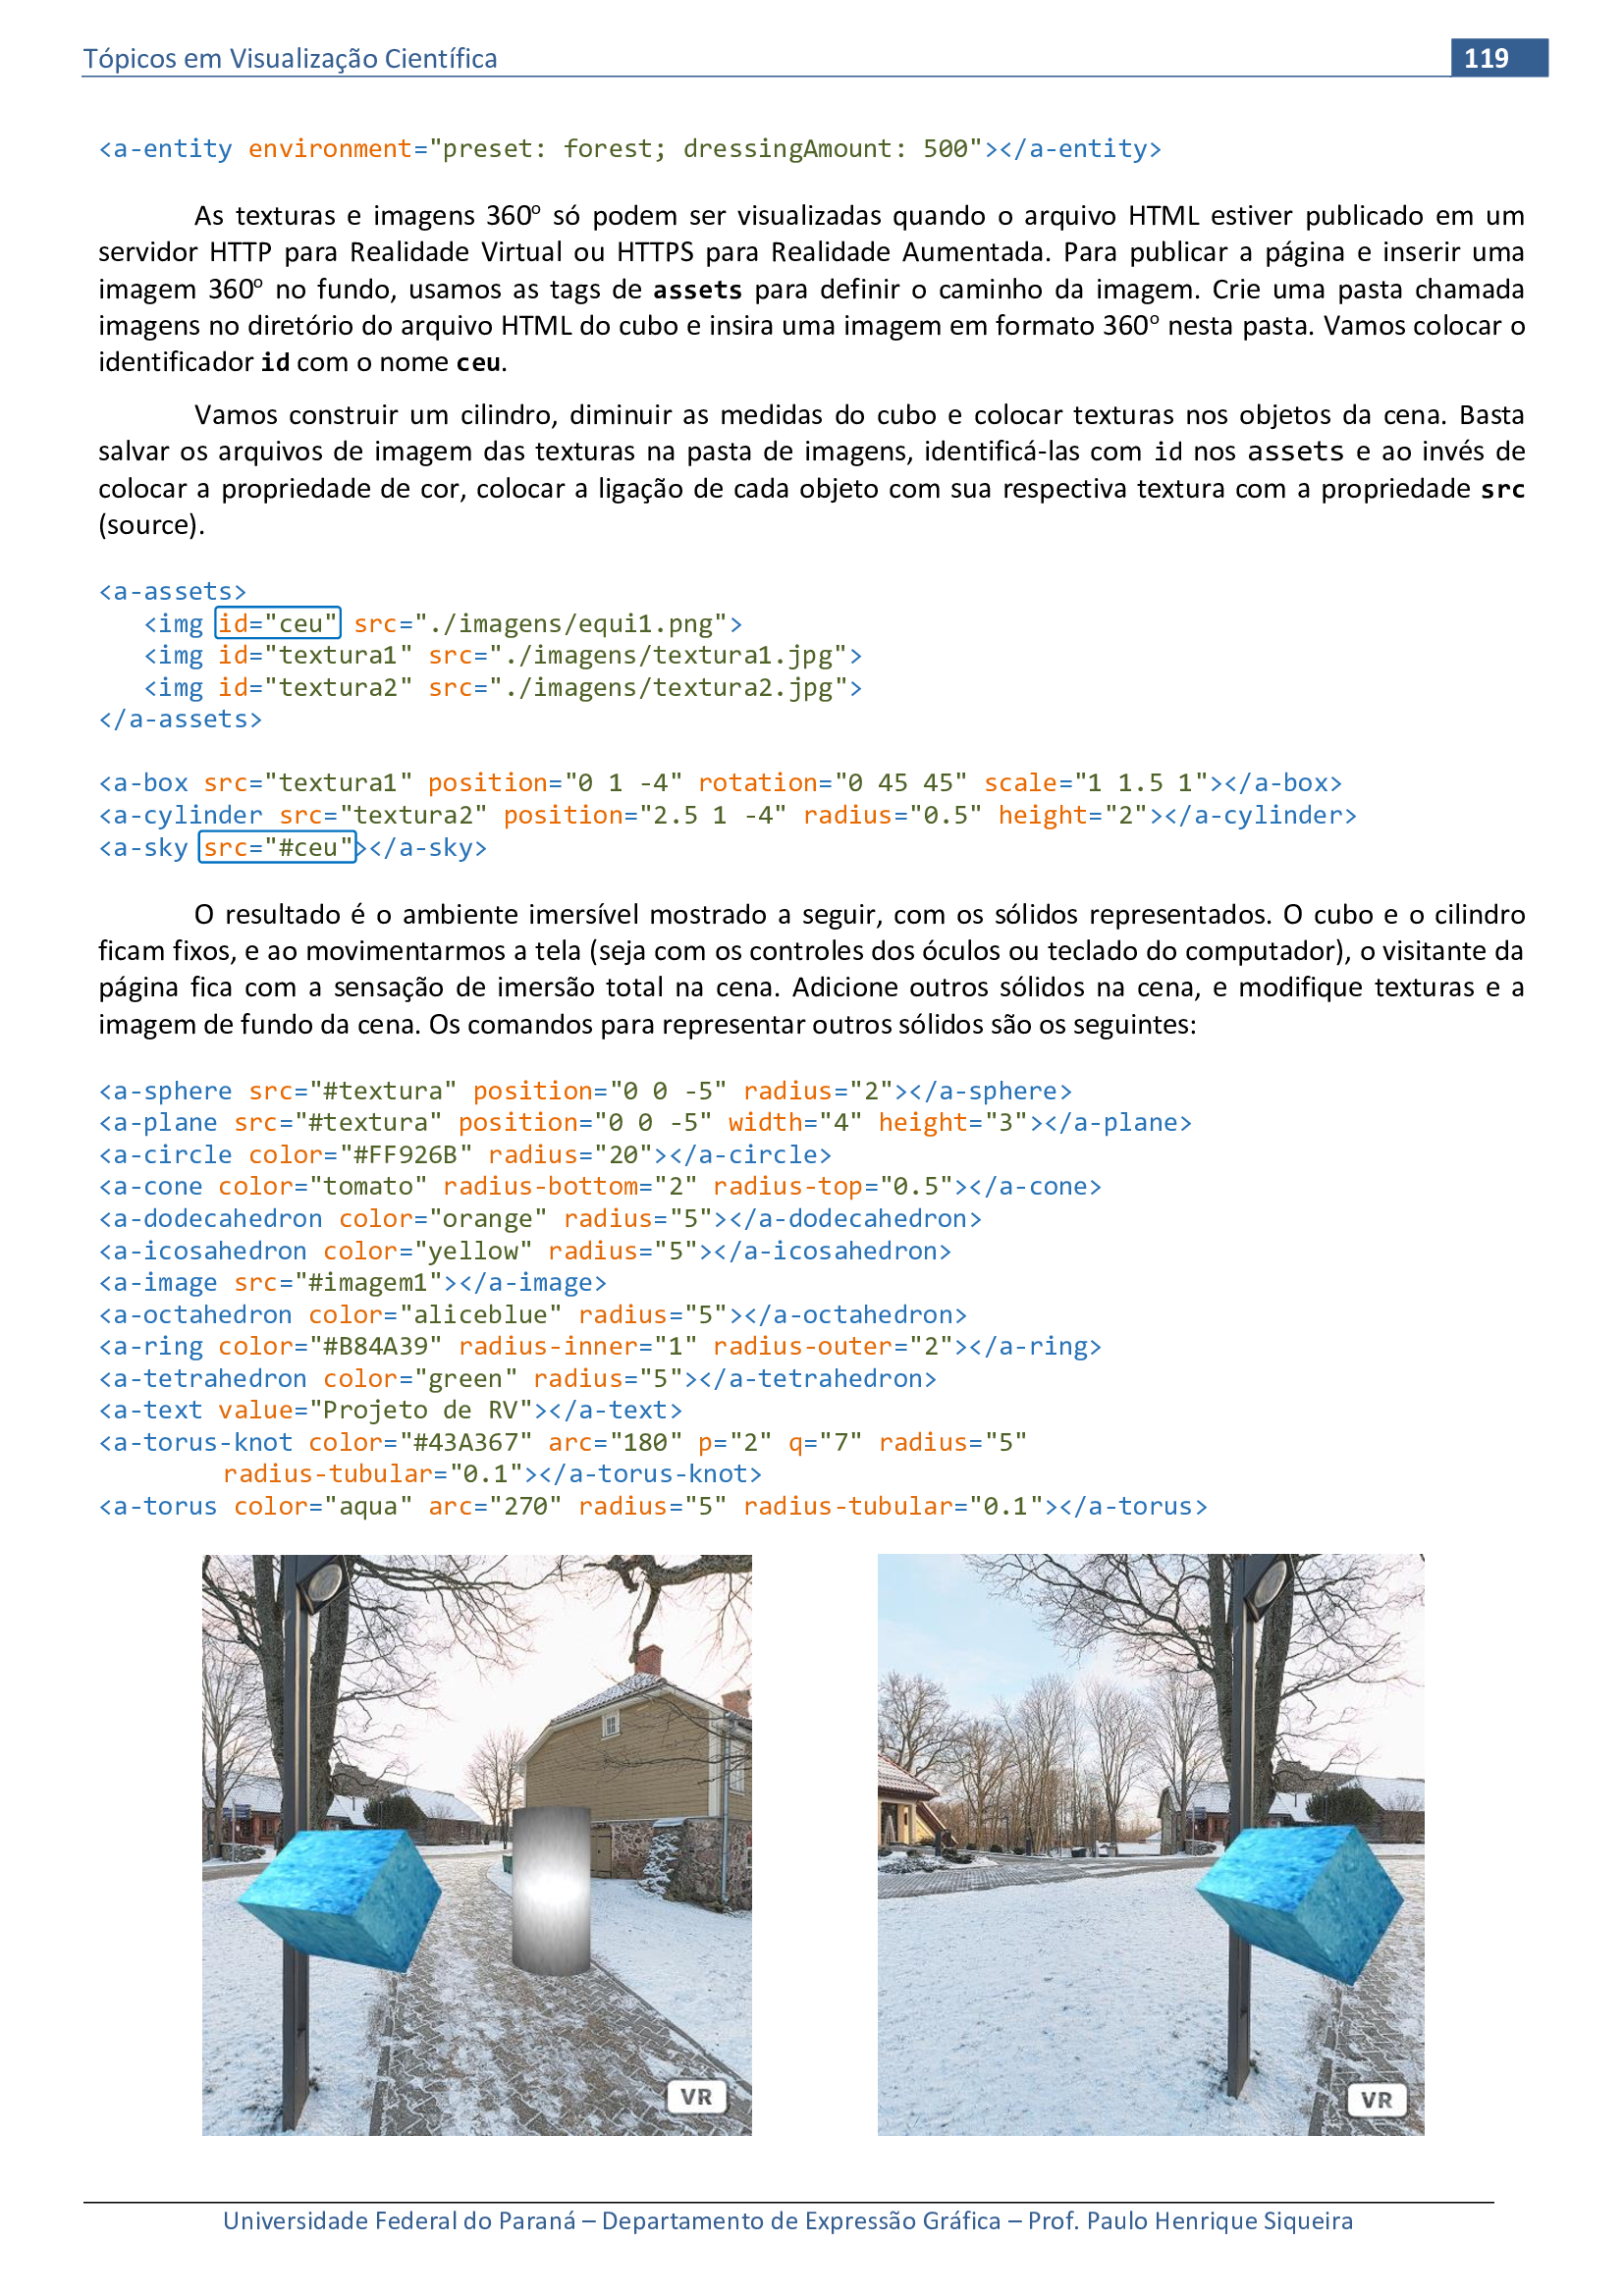 Tópicos em Visualização Científica 119
<a-entity environment="preset: forest; dressingAmount: 500"></a-entity>
As texturas e imagens 360º só podem ser visualizadas quando o arquivo HTML estiver publicado em um
servidor HTTP para Realidade Virtual ou HTTPS para Realidade Aumentada. Para publicar a página e inserir uma
imagem 360º no fundo, usamos as tags de assets para definir o caminho da imagem. Crie uma pasta chamada
imagens no diretório do arquivo HTML do cubo e insira uma imagem em formato 360º nesta pasta. Vamos colocar o
identificador id com o nome ceu.
Vamos construir um cilindro, diminuir as medidas do cubo e colocar texturas nos objetos da cena. Basta
salvar os arquivos de imagem das texturas na pasta de imagens, identificá-las com id nos assets e ao invés de
colocar a propriedade de cor, colocar a ligação de cada objeto com sua respectiva textura com a propriedade src
(source).
<a-assets>
<img id="ceu" src="./imagens/equi1.png">
<img id="textura1" src="./imagens/textura1.jpg">
<img id="textura2" src="./imagens/textura2.jpg">
</a-assets>
<a-box src="textura1" position="0 1 -4" rotation="0 45 45" scale="1 1.5 1"></a-box>
<a-cylinder src="textura2" position="2.5 1 -4" radius="0.5" height="2"></a-cylinder>
<a-sky src="#ceu"></a-sky>
O resultado é o ambiente imersível mostrado a seguir, com os sólidos representados. O cubo e o cilindro
ficam fixos, e ao movimentarmos a tela (seja com os controles dos óculos ou teclado do computador), o visitante da
página fica com a sensação de imersão total na cena. Adicione outros sólidos na cena, e modifique texturas e a
imagem de fundo da cena. Os comandos para representar outros sólidos são os seguintes:
<a-sphere src="#textura" position="0 0 -5" radius="2"></a-sphere>
<a-plane src="#textura" position="0 0 -5" width="4" height="3"></a-plane>
<a-circle color="#FF926B" radius="20"></a-circle>
<a-cone color="tomato" radius-bottom="2" radius-top="0.5"></a-cone>
<a-dodecahedron color="orange" radius="5"></a-dodecahedron>
<a-icosahedron color="yellow" radius="5"></a-icosahedron>
<a-image src="#imagem1"></a-image>
<a-octahedron color="aliceblue" radius="5"></a-octahedron>
<a-ring color="#B84A39" radius-inner="1" radius-outer="2"></a-ring>
<a-tetrahedron color="green" radius="5"></a-tetrahedron>
<a-text value="Projeto de RV"></a-text>
<a-torus-knot color="#43A367" arc="180" p="2" q="7" radius="5"
radius-tubular="0.1"></a-torus-knot>
<a-torus color="aqua" arc="270" radius="5" radius-tubular="0.1"></a-torus>
VR VR
Universidade Federal do Paraná – Departamento de Expressão Gráfica – Prof. Paulo Henrique Siqueira